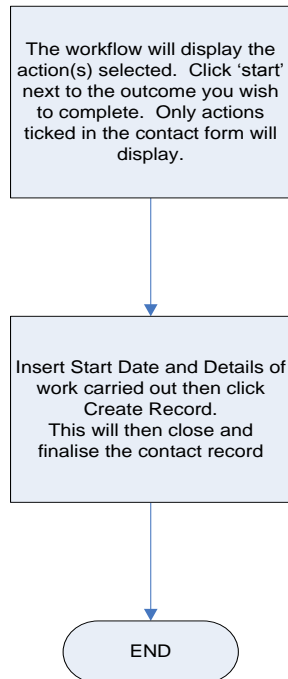 The workflow will display the
action(s) selected.  Click ‘start’
next to the outcome you wish
to complete.  Only actions
ticked in the contact form will
display.
Insert Start Date and Details of
work carried out then click
Create Record.
This will then close and
finalise the contact record
END